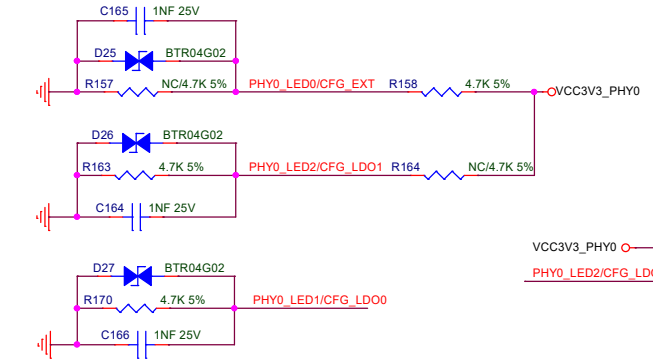 C165 1NF 25V
D25 BTR04G02
R157 NC/4.7K 5% PHY0_LED0/CFG_EXT R158 4.7K 5% VCC3V3_PHY0
D26 BTR04G02
R163 4.7K 5% PHY0_LED2/CFG_LDO1 R164 NC/4.7K 5%
C164 1NF 25V
VCC3V3_PHY0
D27 BTR04G02 PHY0_LED2/CFG_LD
R170 4.7K 5% PHY0_LED1/CFG_LDO0
C166 1NF 25V